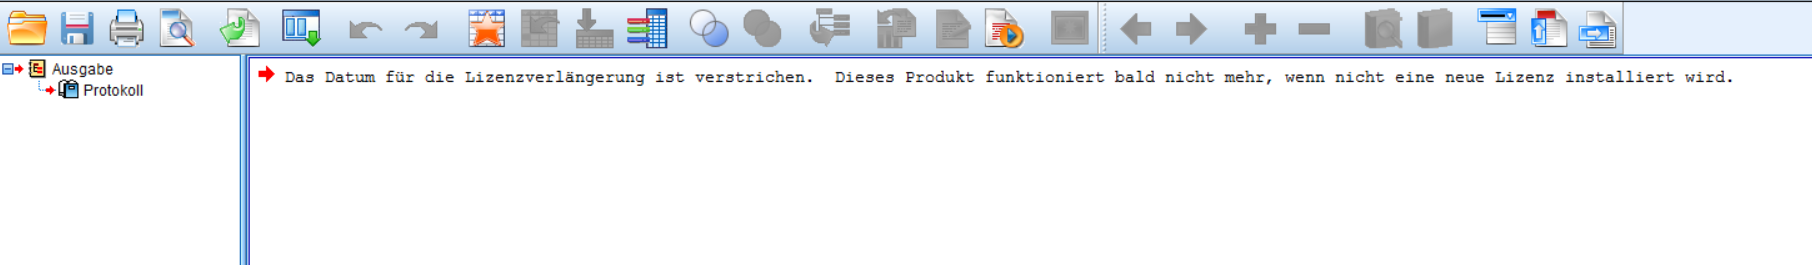 Ausgabe
Protokoll
Das Datum für die Lizenzverlängerung ist verstrichen.  Dieses Produkt funktioniert bald nicht mehr, wenn nicht eine neue Lizenz installiert wird.